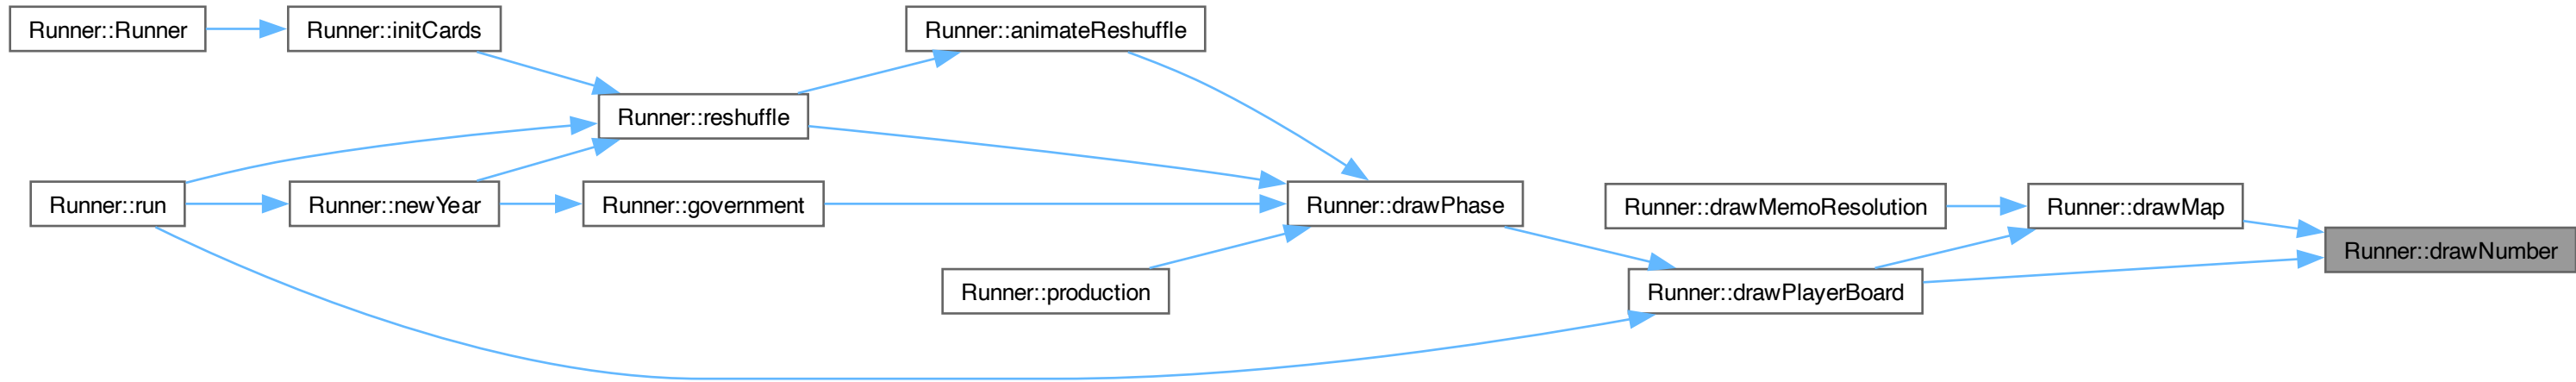 Runner::Runner
Runner::initCards
Runner::animateReshuffle
Runner::reshuffle
Runner::run
Runner::newYear
Runner::government
Runner::drawPhase
Runner::drawMemoResolution
Runner::drawMap
Runner::drawNumber
Runner::production
Runner::drawPlayerBoard